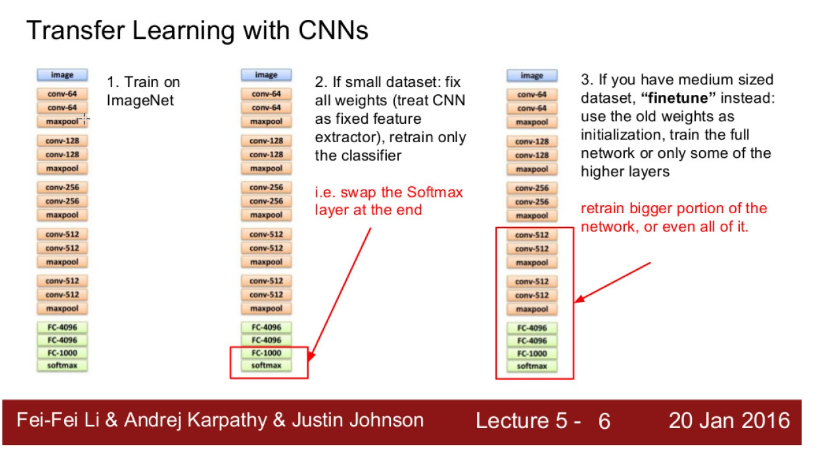 Transfer Learning with CNNs
image
conv-64
conv-64
maxpool
conv-128
conv-128
maxpool
conv-256
conv-256
maxpool
conv-512
conv-512
maxpool
conv-512
conv-512
maxpool
FC-4096
FC-4096
FC-1000
softmax
1. Train on
ImageNet
image
conv-64
conv-64
maxpool
conv-128
conv-128
maxpool
conv-256
conv-256
maxpool
conv-512
conv-512
maxpool
conv-512
conv-512
maxpool
FC-4096
FC-4096
FC-1000
softmax
2. If small dataset: fix
all weights (treat CNN
as fixed feature
extractor), retrain only
the classifier
i.e. swap the Softmax
layer at the end
image
conv-64
conv-64
maxpool
conv-128
conv-128
maxpool
conv-256
conv-256
maxpool
conv-512
conv-512
maxpool
conv-512
conv-512
maxpool
FC-4096
FC-4096
FC-1000
softmax
3. If you have medium sized
dataset, “finetune” instead:
use the old weights as
initialization, train the full
network or only some of the
higher layers
retrain bigger portion of the
network, or even all of it.
Fei-Fei Li & Andrej Karpathy & Justin Johnson
Lecture 5 - 6
20 Jan 2016